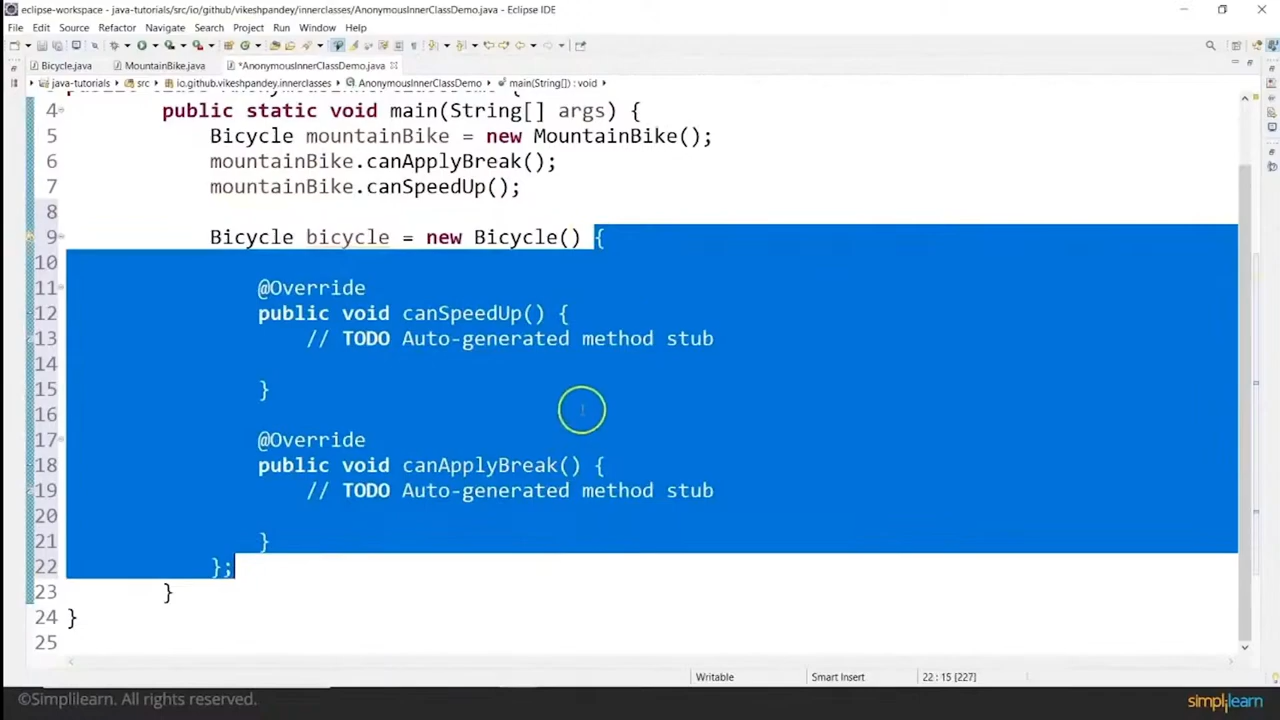 eclipse-workspace - java-tutorials/src/io/github/vikeshpandey/innerclasses/AnonymousInnerClassDemo.java - Eclipse IDE
File Edit Source Refactor Navigate Search Project Run Window Help
Bicycle.java MountainBike.java *AnonymousInnerClassDemo.java
java-tutorials src io.github.vikeshpandey.innerclasses AnonymousInnerClassDemo main(String[]) : void
4 public static void main(String[] args) {
5 Bicycle mountainBike = new MountainBike();
6 mountainBike.canApplyBreak();
7 mountainBike.canSpeedUp();
8
9 Bicycle bicycle = new Bicycle() {
10
11 @Override
12 public void canSpeedUp() {
13 // TODO Auto-generated method stub
14
15 }
16
17 @Override
18 public void canApplyBreak() {
19 // TODO Auto-generated method stub
20
21 }
22 };
23 }
24 }
25
Writable Smart Insert 22 : 15 [227]
©Simplilearn. All rights reserved. simplilearn